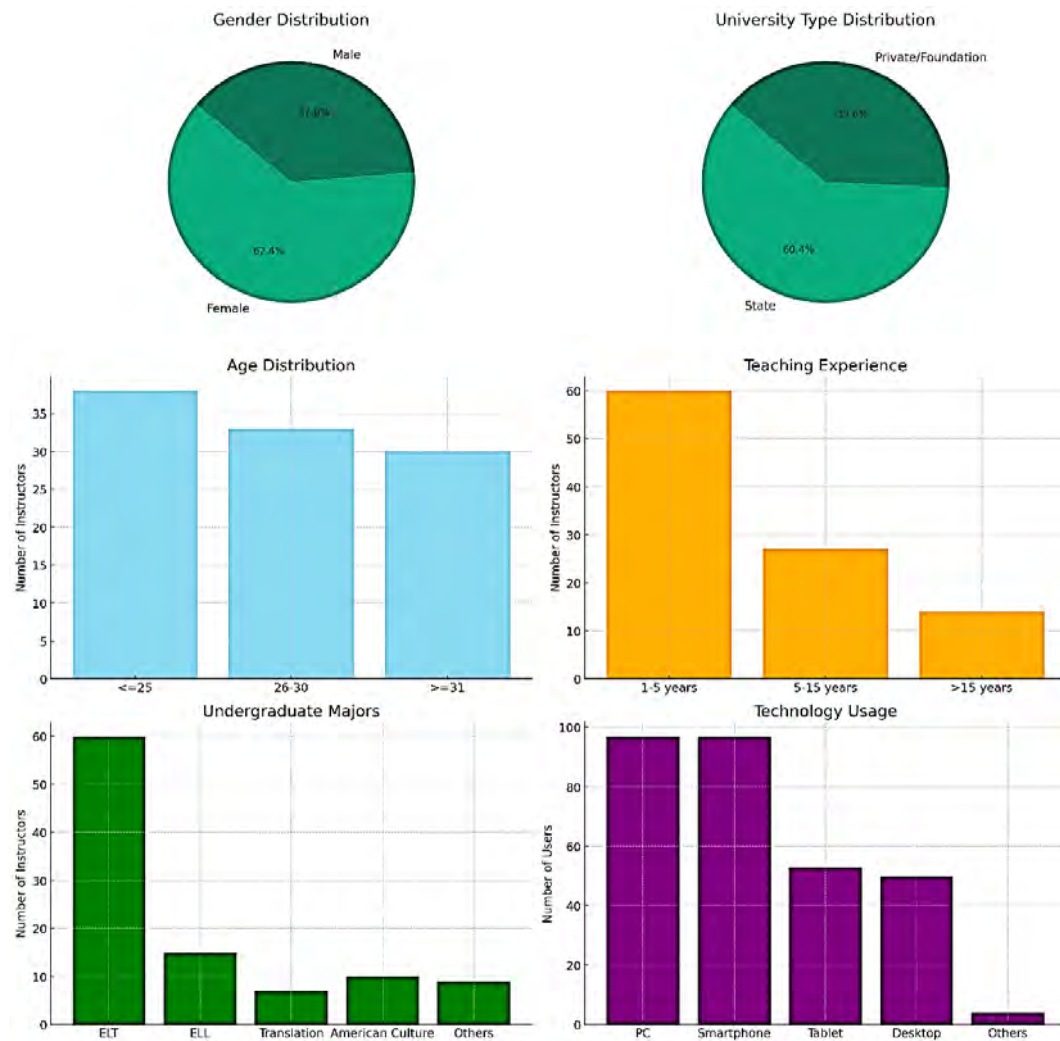 Gender Distribution
Male
Female
62.4%
University Type Distribution
Private/Foundation
60.4%
State
Age Distribution
Number of Instructors
35
30
25
20
15
10
5
0
<=25
26-30
>=31
Teaching Experience
Number of Instructors
60
50
40
30
20
10
0
1-5 years
5-15 years
>15 years
Undergraduate Majors
Number of Instructors
60
50
40
30
20
10
0
ELT
ELL
Translation
American Culture
Others
Technology Usage
Number of Users
100
80
60
40
20
0
PC
Smartphone
Tablet
Desktop
Others